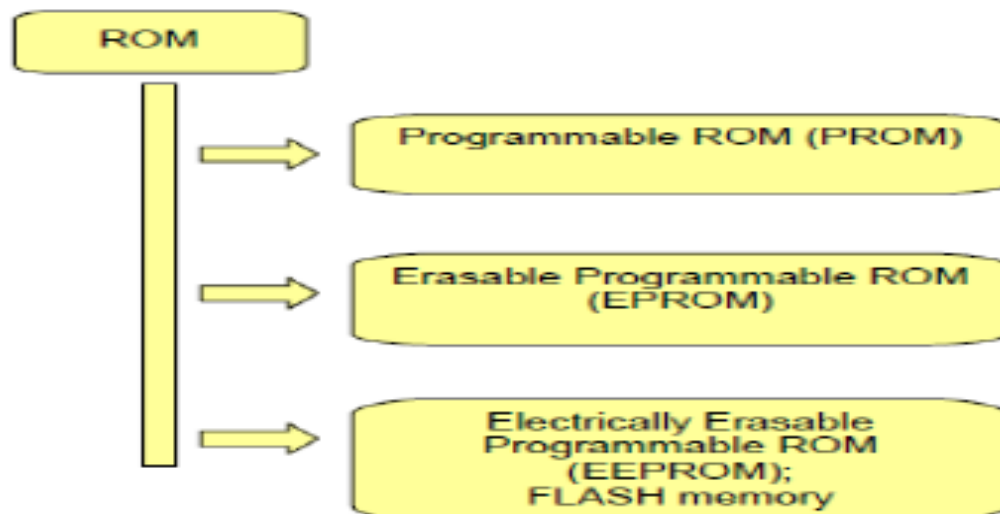 ROM
Programmable ROM (PROM)
Erasable Programmable ROM
(EPROM)
Electrically Erasable
Programmable ROM
(EEPROM);
FLASH memory